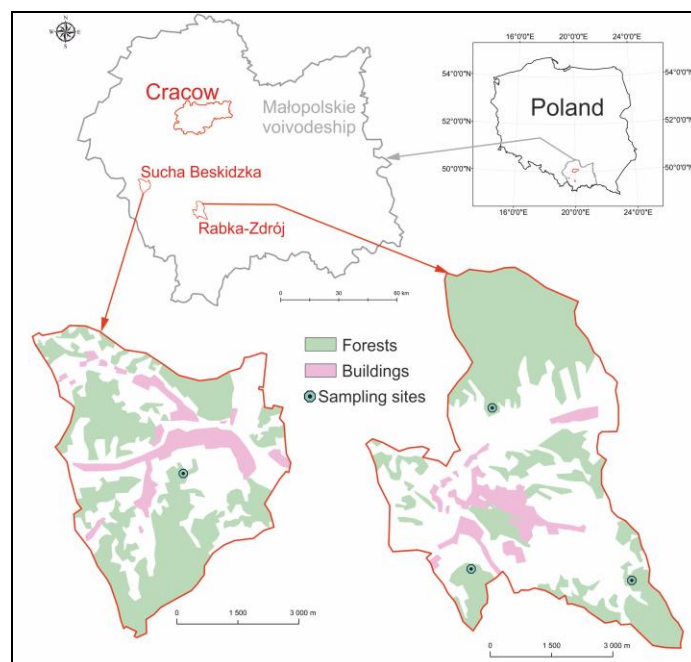 N
W E
S
Cracow
Małopolskie
voivodeship
Sucha Beskidzka
Rabka-Zdrój
0 30 60 km
16°0'0"E 20°0'0"E 24°0'0"E
54°0'0"N 54°0'0"N
Poland
52°0'0"N 52°0'0"N
50°0'0"N 50°0'0"N
16°0'0"E 20°0'0"E 24°0'0"E
Forests
Buildings
Sampling sites
0 1 500 3 000 m
0 1 500 3 000 m